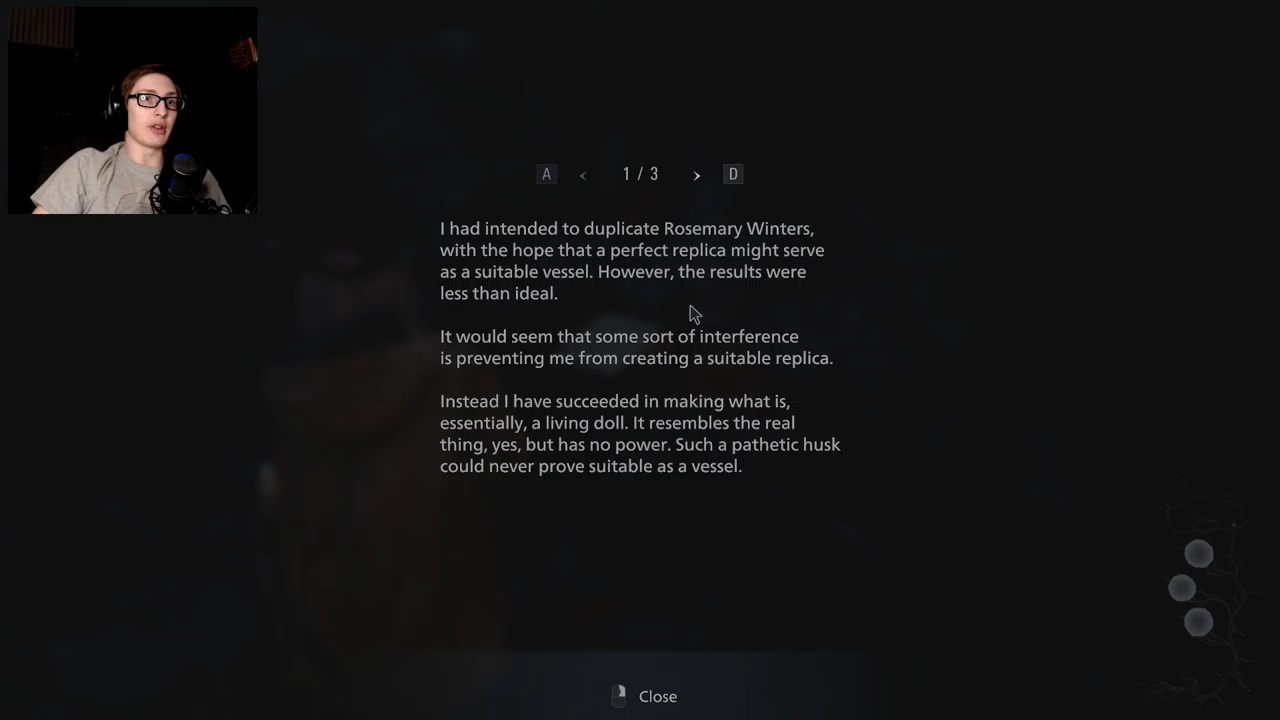 A < 1 / 3 > D
I had intended to duplicate Rosemary Winters,
with the hope that a perfect replica might serve
as a suitable vessel. However, the results were
less than ideal.
It would seem that some sort of interference
is preventing me from creating a suitable replica.
Instead I have succeeded in making what is,
essentially, a living doll. It resembles the real
thing, yes, but has no power. Such a pathetic husk
could never prove suitable as a vessel.
Close